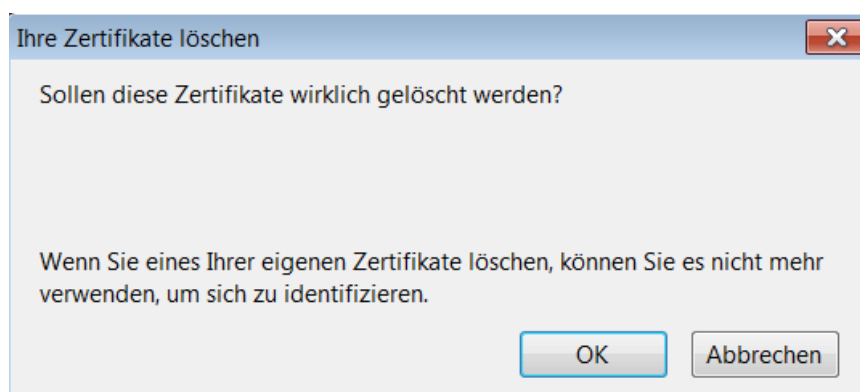 Ihre Zertifikate löschen
Sollen diese Zertifikate wirklich gelöscht werden?
Wenn Sie eines Ihrer eigenen Zertifikate löschen, können Sie es nicht mehr
verwenden, um sich zu identifizieren.
OK Abbrechen